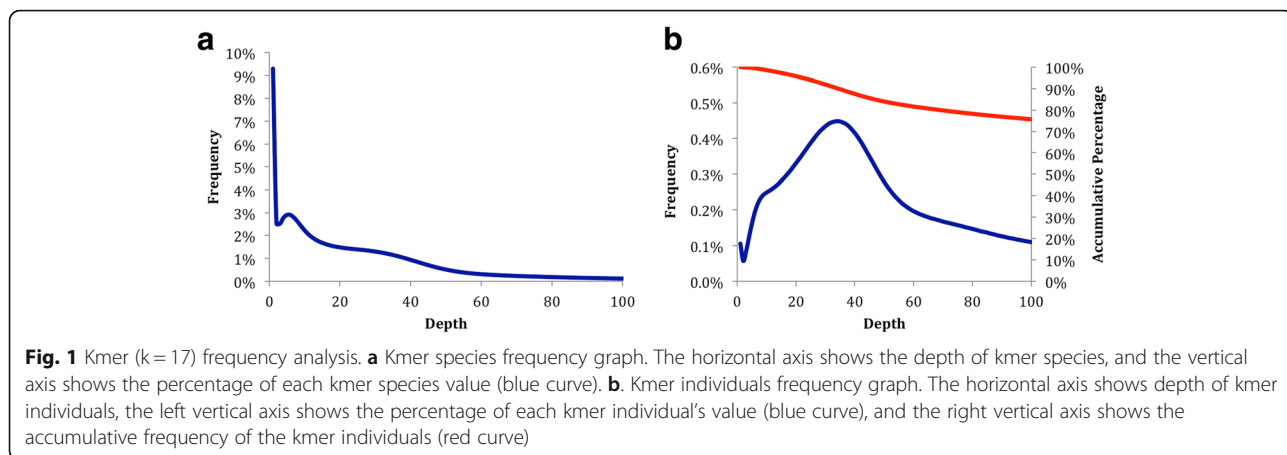 a
10%
9%
8%
7%
6%
5%
4%
3%
2%
1%
0%
Frequency
0 20 40 60 80 100
Depth
b
0.6%
0.5%
0.4%
0.3%
0.2%
0.1%
0.0%
Frequency
0 20 40 60 80 100
Depth
100%
90%
80%
70%
60%
50%
40%
30%
20%
10%
0%
Accumulative Percentage
Fig. 1 Kmer (k = 17) frequency analysis. a Kmer species frequency graph. The horizontal axis shows the depth of kmer species, and the vertical
axis shows the percentage of each kmer species value (blue curve). b. Kmer individuals frequency graph. The horizontal axis shows depth of kmer
individuals, the left vertical axis shows the percentage of each kmer individual's value (blue curve), and the right vertical axis shows the
accumulative frequency of the kmer individuals (red curve)